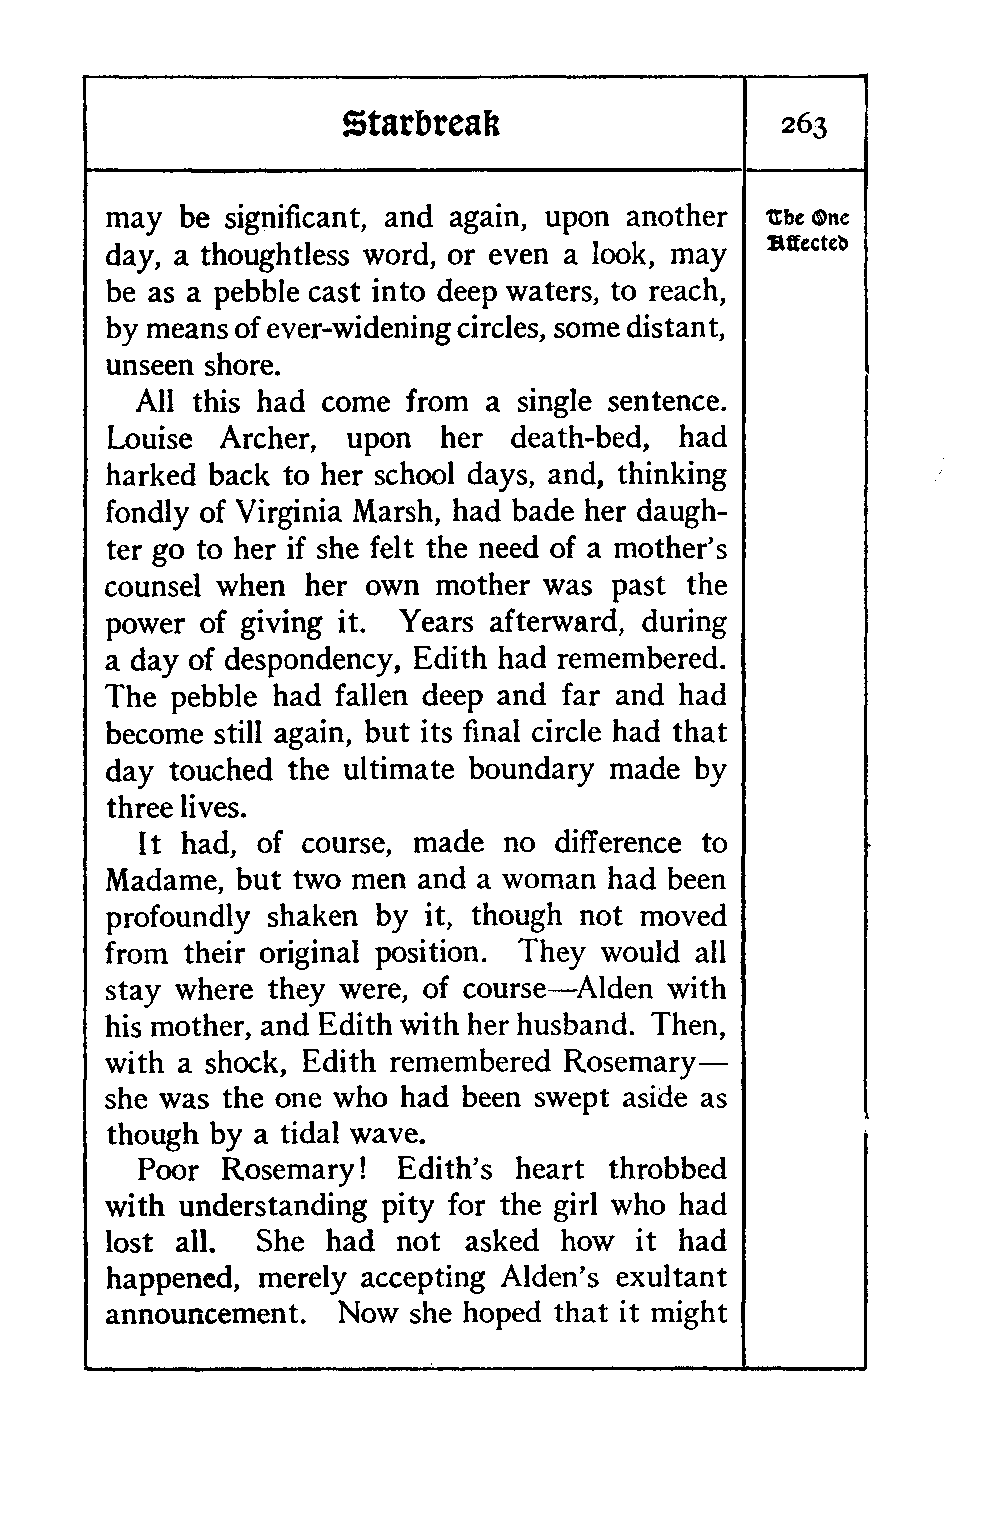 Starbreak
263
may be significant, and again, upon another
day, a thoughtless word, or even a look, may
be as a pebble cast into deep waters, to reach,
by means of ever-widening circles, some distant,
unseen shore.
All this had come from a single sentence.
Louise Archer, upon her death-bed, had
harked back to her school days, and, thinking
fondly of Virginia Marsh, had bade her daugh-
ter go to her if she felt the need of a mother's
counsel when her own mother was past the
power of giving it. Years afterward, during
a day of despondency, Edith had remembered.
The pebble had fallen deep and far and had
become still again, but its final circle had that
day touched the ultimate boundary made by
three lives.
It had, of course, made no difference to
Madame, but two men and a woman had been
profoundly shaken by it, though not moved
from their original position. They would all
stay where they were, of course—Alden with
his mother, and Edith with her husband. Then,
with a shock, Edith remembered Rosemary—
she was the one who had been swept aside as
though by a tidal wave.
Poor Rosemary! Edith's heart throbbed
with understanding pity for the girl who had
lost all. She had not asked how it had
happened, merely accepting Alden's exultant
announcement. Now she hoped that it might
The One
Affected